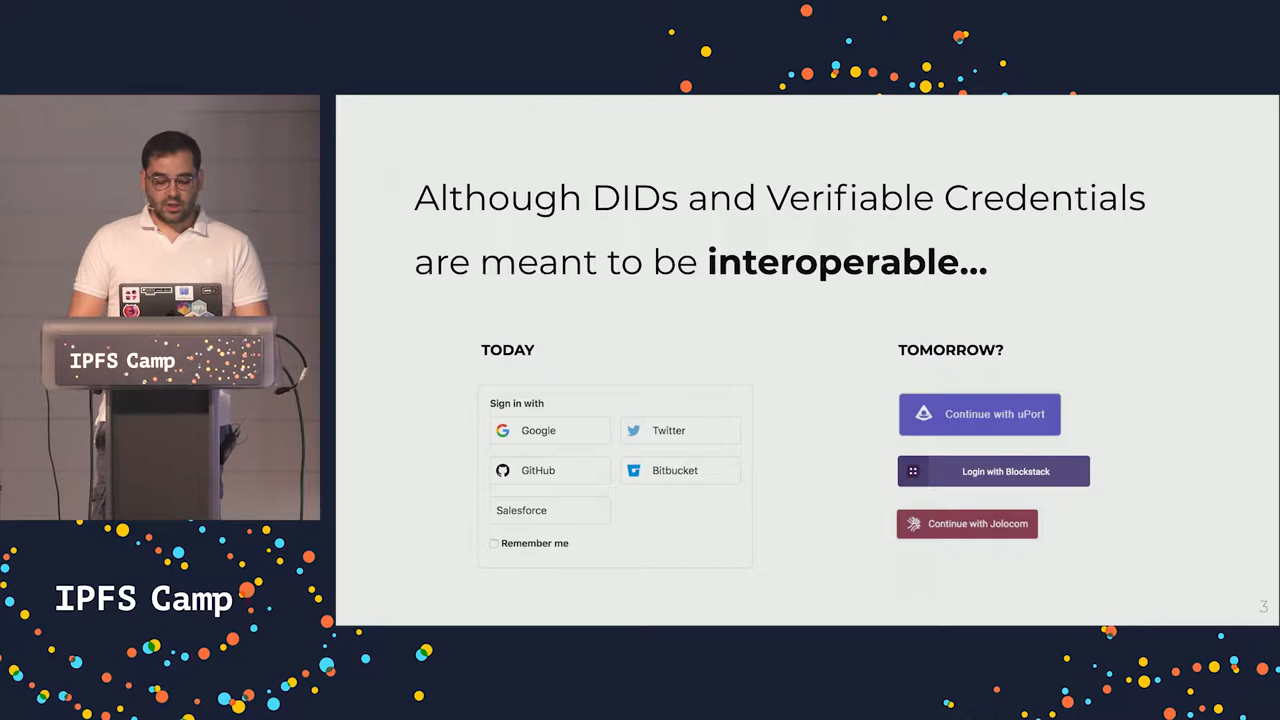 Although DIDs and Verifiable Credentials
are meant to be interoperable...
TODAY
TOMORROW?
Sign in with
Google
Twitter
GitHub
Bitbucket
Salesforce
Remember me
Continue with uPort
Login with Blockstack
Continue with Jolocom
3
IPFS Camp
IPFS Camp